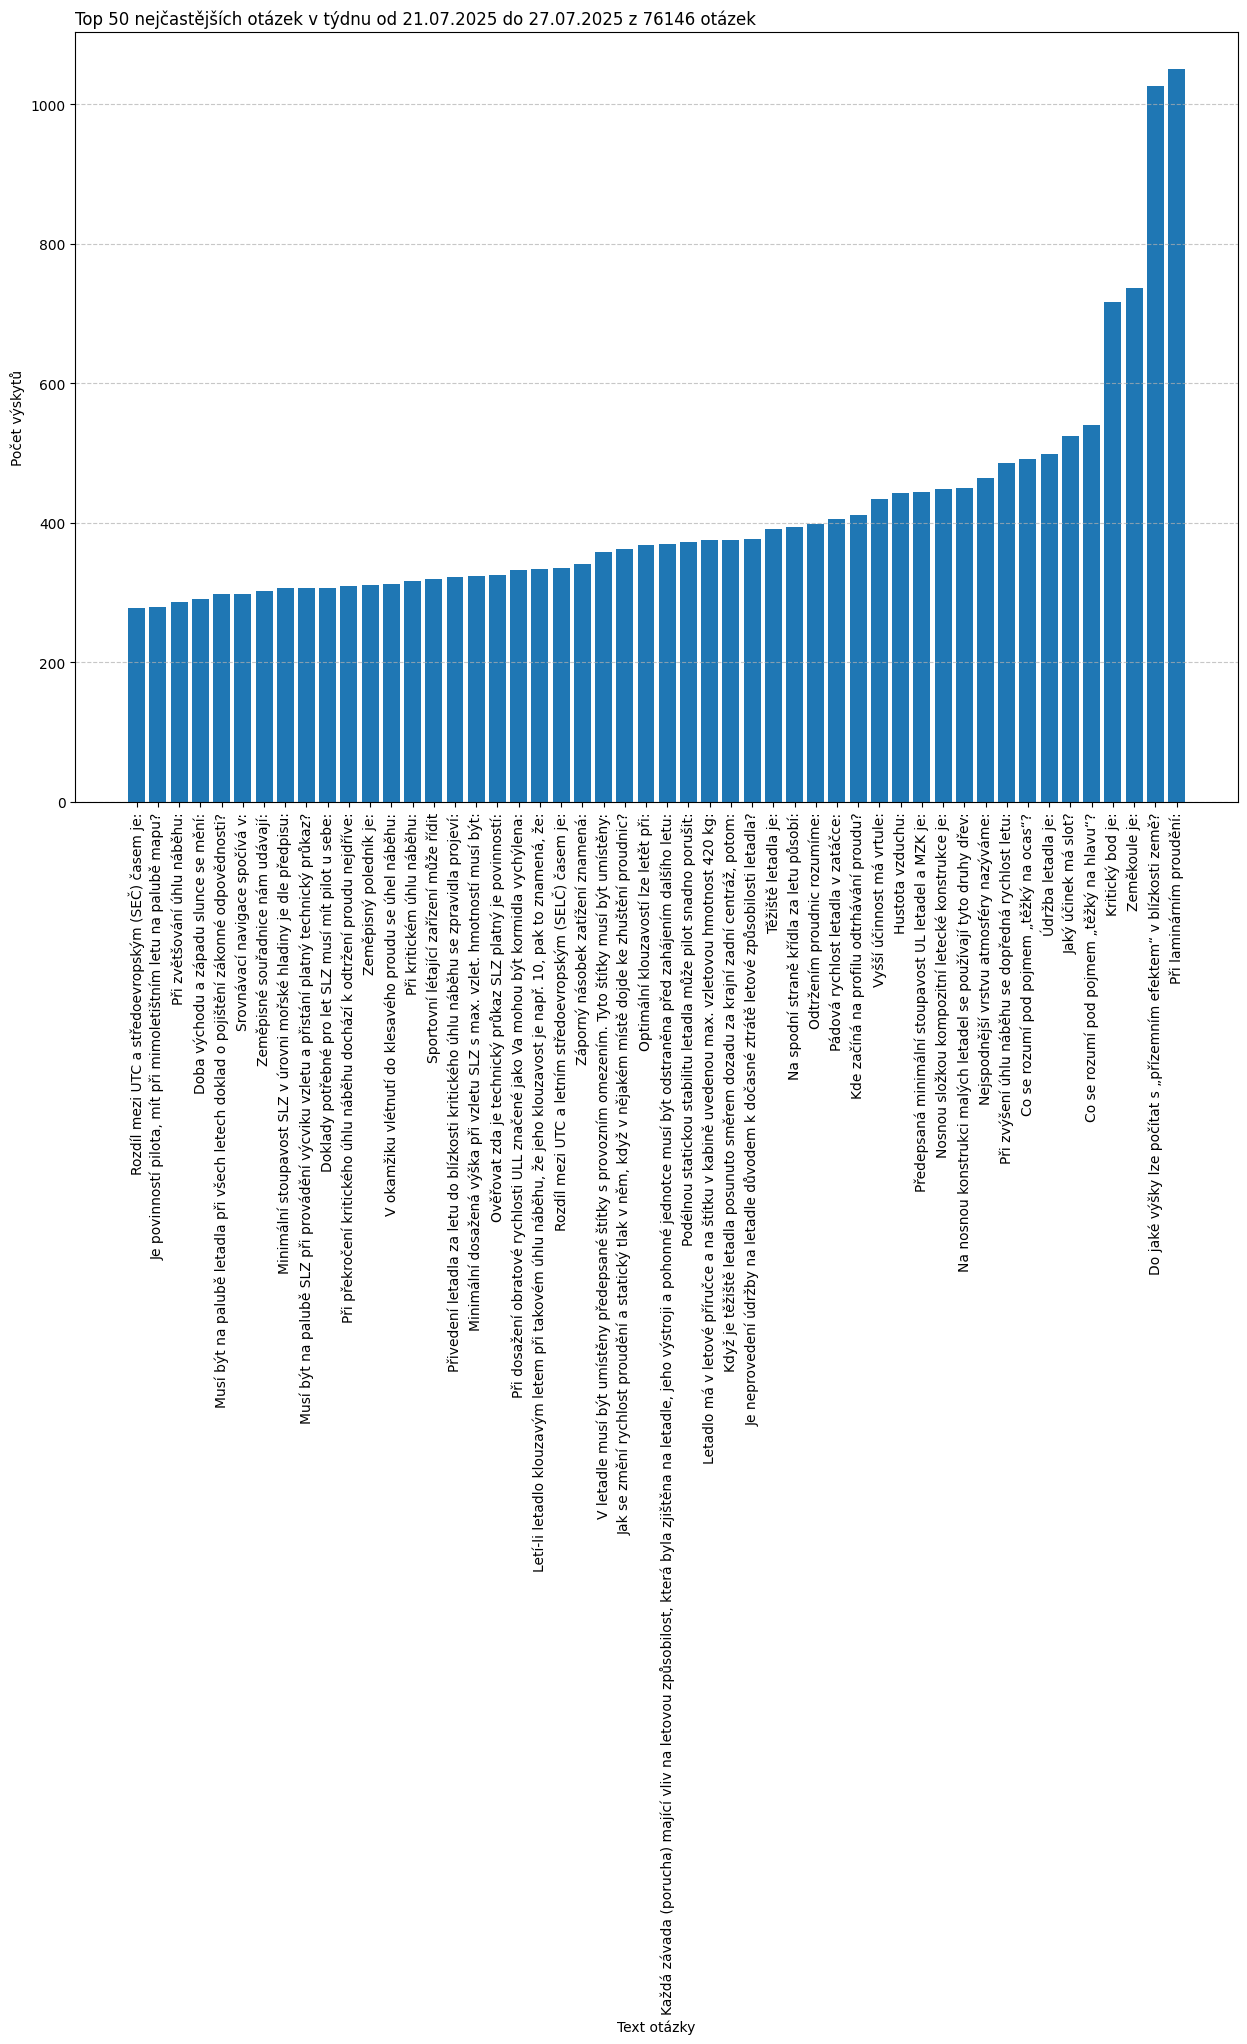 Top 50 nejčastějších otázek v týdnu od 21.07.2025 do 27.07.2025 z 76146 otázek
Počet výskytů
1000
800
600
400
200
0
Rozdíl mezi UTC a středoevropským (SEČ) časem je:
Je povinností pilota, mít při mimoletištním letu na palubě mapu?
Při zvětšování úhlu náběhu:
Doba východu a západu slunce se mění:
Musí být na palubě letadla při všech letech doklad o pojištění zákonné odpovědnosti?
Srovnávací navigace spočívá v:
Zeměpisné souřadnice nám udávají:
Minimální stoupavost SLZ v úrovni mořské hladiny je dle předpisu:
Musí být na palubě SLZ při provádění výcviku vzletu a přistání platný technický průkaz?
Doklady potřebné pro let SLZ musí mít pilot u sebe:
Při překročení kritického úhlu náběhu dochází k odtržení proudu nejdříve:
Zeměpisný poledník je:
V okamžiku vlétnutí do klesavého proudu se úhel náběhu:
Při kritickém úhlu náběhu:
Sportovní létající zařízení může řídit
Přivedení letadla za letu do blízkosti kritického úhlu náběhu se zpravidla projeví:
Minimální dosažená výška při vzletu SLZ s max. vzlet. hmotností musí být:
Ověřovat zda je technický průkaz SLZ platný je povinností:
Při dosažení obratové rychlosti ULL značené jako Va mohou být kormidla vychýlena:
Letí-li letadlo klouzavým letem při takovém úhlu náběhu, že jeho klouzavost je např. 10, pak to znamená, že:
Rozdíl mezi UTC a letním středoevropským (SELČ) časem je:
Záporný násobek zatížení znamená:
V letadle musí být umístěny předepsané štítky s provozním omezením. Tyto štítky musí být umístěny:
Jak se změní rychlost proudění a statický tlak v něm, když v nějakém místě dojde ke zhuštění proudnic?
Optimální klouzavostí lze letět při:
Každá závada (porucha) mající vliv na letovou způsobilost, která byla zjištěna na letadle, jeho výstroji a pohonné jednotce musí být odstraněna před zahájením dalšího letu:
Podélnou statickou stabilitu letadla může pilot snadno porušit:
Letadlo má v letové příručce a na štítku v kabině uvedenou max. vzletovou hmotnost 420 kg:
Když je těžiště letadla posunuto směrem dozadu za krajní zadní centráž, potom:
Je neprovedení údržby na letadle důvodem k dočasné ztrátě letové způsobilosti letadla?
Těžiště letadla je:
Na spodní straně křídla za letu působí:
Odtržením proudnic rozumíme:
Pádová rychlost letadla v zatáčce:
Kde začíná na profilu odtrhávání proudu?
Vyšší účinnost má vrtule:
Hustota vzduchu:
Předepsaná minimální stoupavost UL letadel a MZK je:
Nosnou složkou kompozitní letecké konstrukce je:
Na nosnou konstrukci malých letadel se používají tyto druhy dřev:
Nejspodnější vrstvu atmosféry nazýváme:
Při zvýšení úhlu náběhu se dopředná rychlost letu:
Co se rozumí pod pojmem „těžký na ocas“?
Údržba letadla je:
Jaký účinek má slot?
Co se rozumí pod pojmem „těžký na hlavu“?
Kritický bod je:
Zeměkoule je:
Do jaké výšky lze počítat s „přízemním efektem“ v blízkosti země?
Při laminárním proudění:
Text otázky